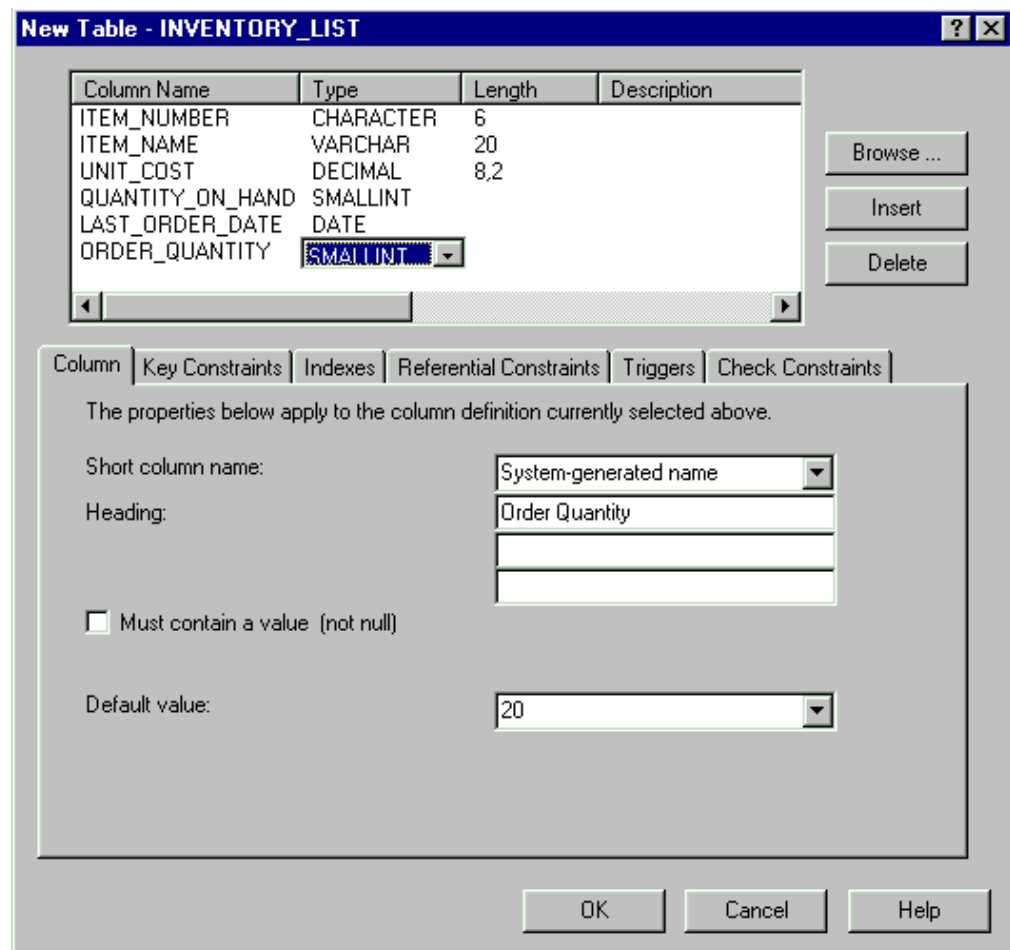 New Table - INVENTORY_LIST
Column Name Type Length Description
ITEM_NUMBER CHARACTER 6
ITEM_NAME VARCHAR 20
UNIT_COST DECIMAL 8,2
QUANTITY_ON_HAND SMALLINT
LAST_ORDER_DATE DATE
ORDER_QUANTITY SMALLINT
Browse ...
Insert
Delete
Column Key Constraints Indexes Referential Constraints Triggers Check Constraints
The properties below apply to the column definition currently selected above.
Short column name: System-generated name
Heading: Order Quantity
Must contain a value (not null)
Default value: 20
OK Cancel Help